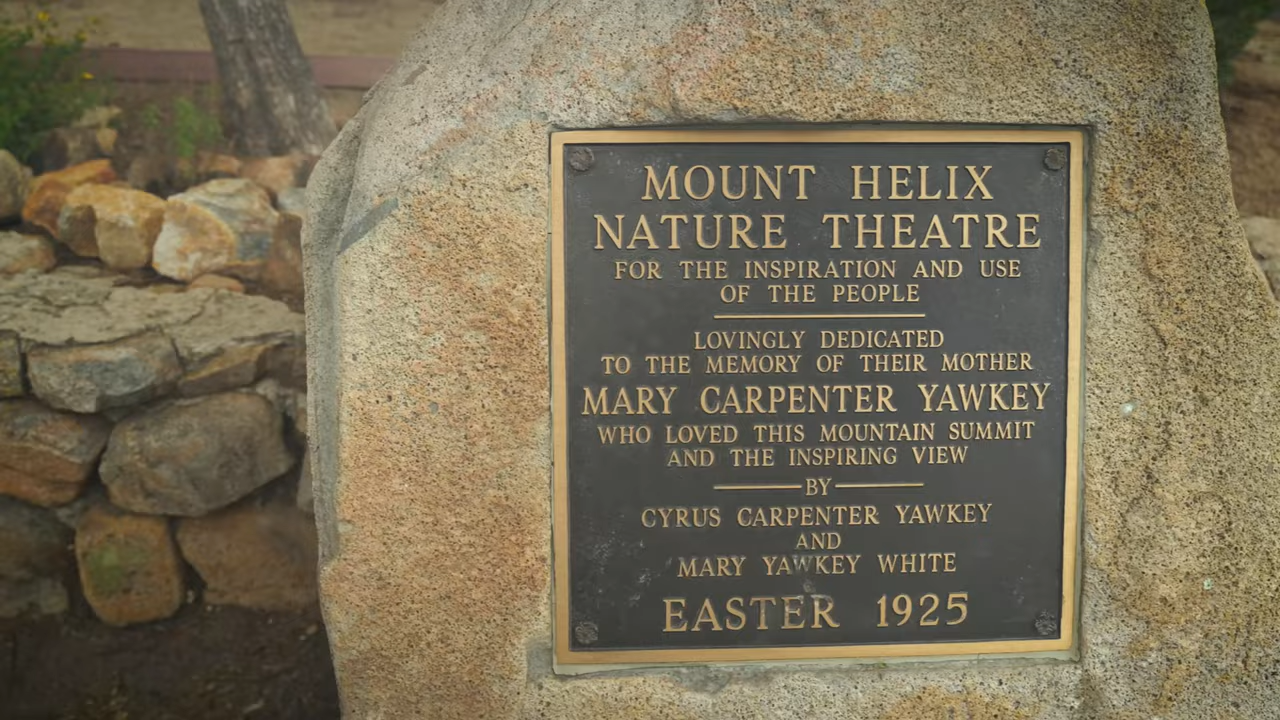 MOUNT HELIX
NATURE THEATRE
FOR THE INSPIRATION AND USE
OF THE PEOPLE
LOVINGLY DEDICATED
TO THE MEMORY OF THEIR MOTHER
MARY CARPENTER YAWKEY
WHO LOVED THIS MOUNTAIN SUMMIT
AND THE INSPIRING VIEW
BY
CYRUS CARPENTER YAWKEY
AND
MARY YAWKEY WHITE
EASTER 1925